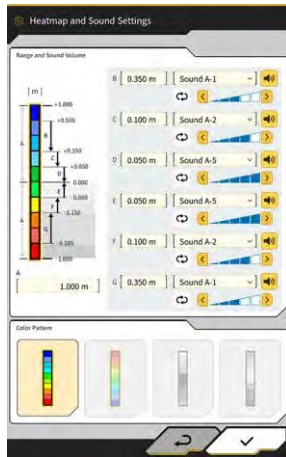 Heatmap and Sound Settings
Range and Sound Volume
[m]
+1.000
+0.500
+0.150
+0.050
0.000
-0.050
-0.150
-0.500
-1.000
A
A
B
C
D
E
F
G
A
1.000 m
B 0.350 m Sound A-1
C 0.100 m Sound A-2
D 0.050 m Sound A-5
E 0.050 m Sound A-5
F 0.100 m Sound A-2
G 0.350 m Sound A-1
Color Pattern